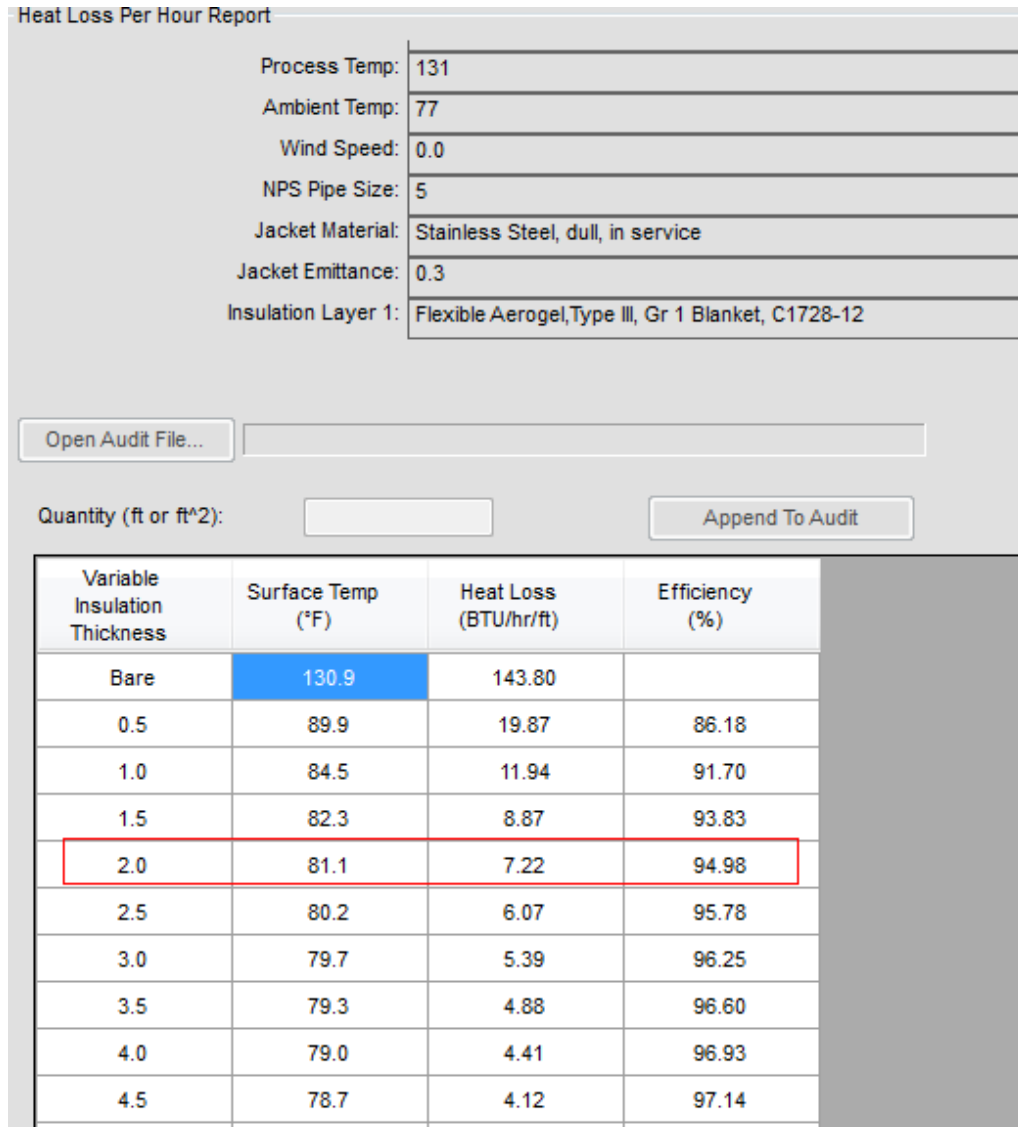 Heat Loss Per Hour Report
Process Temp: 131
Ambient Temp: 77
Wind Speed: 0.0
NPS Pipe Size: 5
Jacket Material: Stainless Steel, dull, in service
Jacket Emittance: 0.3
Insulation Layer 1: Flexible Aerogel,Type III, Gr 1 Blanket, C1728-12
Open Audit File...
Quantity (ft or ft^2): Append To Audit
Variable Insulation Thickness Surface Temp (°F) Heat Loss (BTU/hr/ft) Efficiency (%)
Bare 130.9 143.80
0.5 89.9 19.87 86.18
1.0 84.5 11.94 91.70
1.5 82.3 8.87 93.83
2.0 81.1 7.22 94.98
2.5 80.2 6.07 95.78
3.0 79.7 5.39 96.25
3.5 79.3 4.88 96.60
4.0 79.0 4.41 96.93
4.5 78.7 4.12 97.14